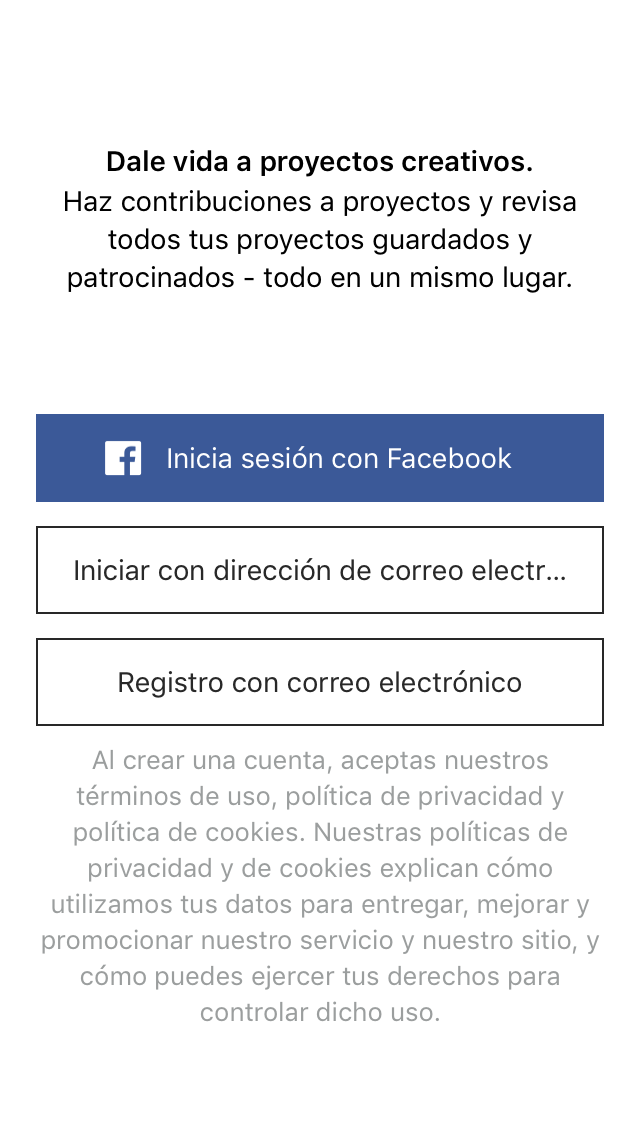 Dale vida a proyectos creativos.
Haz contribuciones a proyectos y revisa
todos tus proyectos guardados y
patrocinados - todo en un mismo lugar.
Inicia sesión con Facebook
Iniciar con dirección de correo electr...
Registro con correo electrónico
Al crear una cuenta, aceptas nuestros
términos de uso, política de privacidad y
política de cookies. Nuestras políticas de
privacidad y de cookies explican cómo
utilizamos tus datos para entregar, mejorar y
promocionar nuestro servicio y nuestro sitio, y
cómo puedes ejercer tus derechos para
controlar dicho uso.